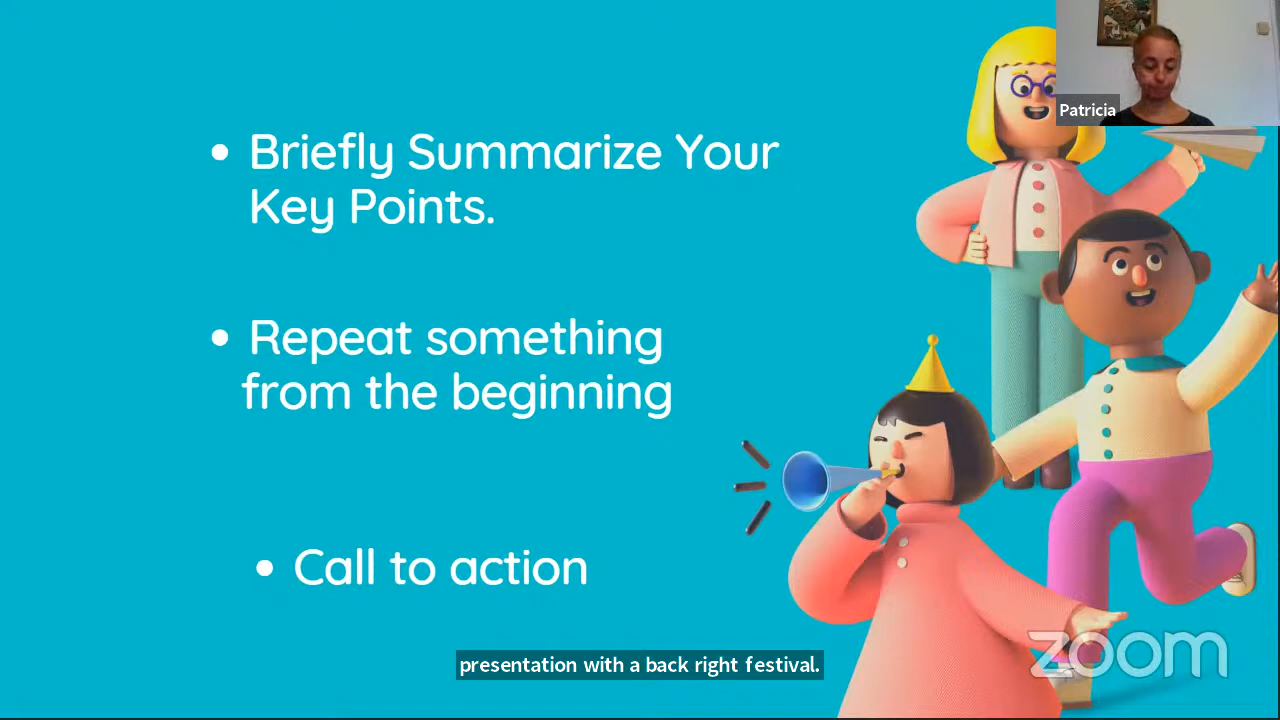 Patricia
• Briefly Summarize Your
Key Points.
• Repeat something
from the beginning
• Call to action
presentation with a back right festival.
zoom